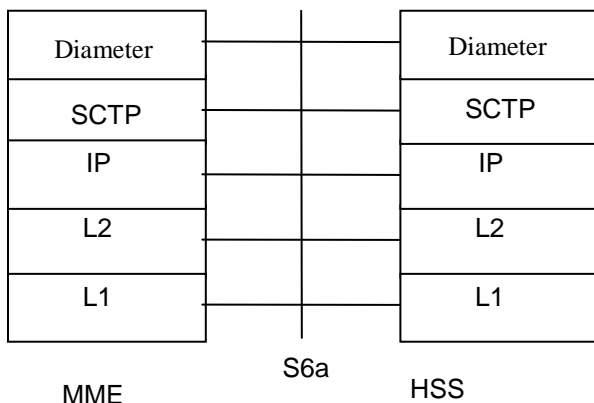 Diameter Diameter
SCTP SCTP
IP IP
L2 L2
L1 L1
S6a
MME HSS